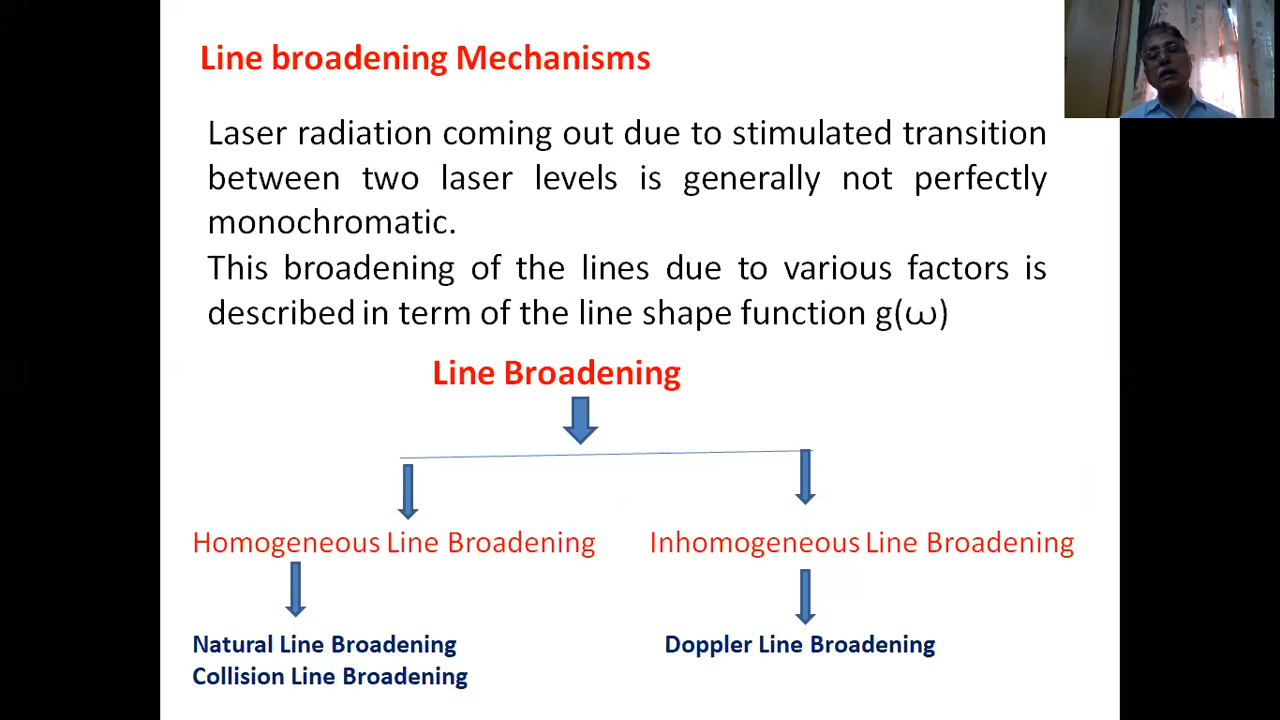 Line broadening Mechanisms
Laser radiation coming out due to stimulated transition
between two laser levels is generally not perfectly
monochromatic.
This broadening of the lines due to various factors is
described in term of the line shape function g(ω)
Line Broadening
Homogeneous Line Broadening
Inhomogeneous Line Broadening
Natural Line Broadening
Collision Line Broadening
Doppler Line Broadening